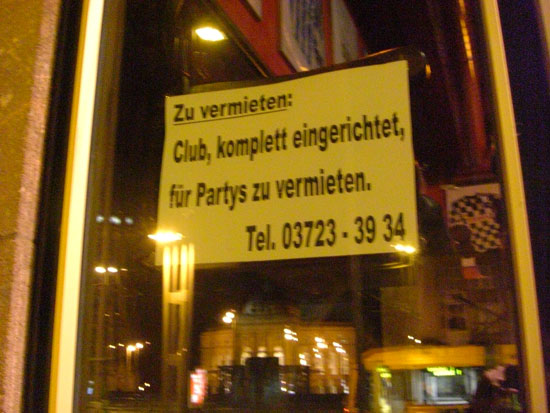 Zu vermieten:
Club, komplett eingerichtet,
für Partys zu vermieten.
Tel. 03723 - 39 34